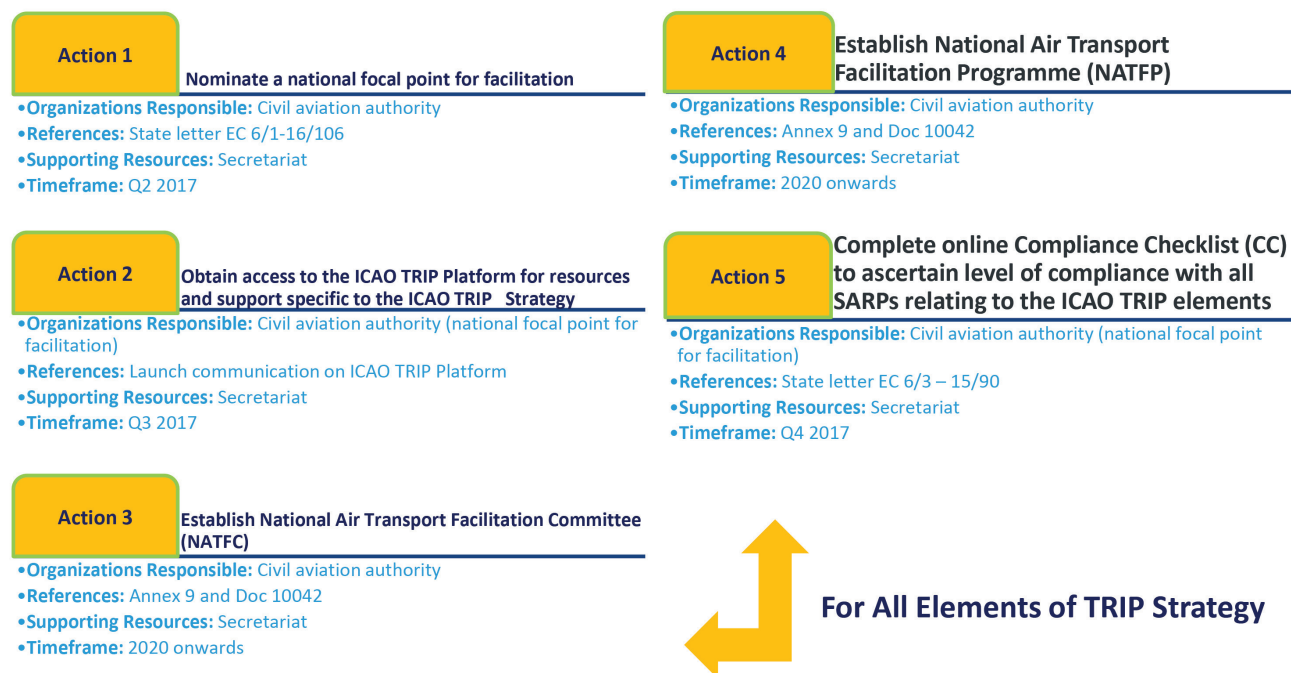 Action 1
Nominate a national focal point for facilitation
•Organizations Responsible: Civil aviation authority
•References: State letter EC 6/1-16/106
•Supporting Resources: Secretariat
•Timeframe: Q2 2017
Action 2
Obtain access to the ICAO TRIP Platform for resources
and support specific to the ICAO TRIP Strategy
•Organizations Responsible: Civil aviation authority (national focal point for
facilitation)
•References: Launch communication on ICAO TRIP Platform
•Supporting Resources: Secretariat
•Timeframe: Q3 2017
Action 3
Establish National Air Transport Facilitation Committee
(NATFC)
•Organizations Responsible: Civil aviation authority
•References: Annex 9 and Doc 10042
•Supporting Resources: Secretariat
•Timeframe: 2020 onwards
Action 4
Establish National Air Transport
Facilitation Programme (NATFP)
•Organizations Responsible: Civil aviation authority
•References: Annex 9 and Doc 10042
•Supporting Resources: Secretariat
•Timeframe: 2020 onwards
Action 5
Complete online Compliance Checklist (CC)
to ascertain level of compliance with all
SARPs relating to the ICAO TRIP elements
•Organizations Responsible: Civil aviation authority (national focal point
for facilitation)
•References: State letter EC 6/3 – 15/90
•Supporting Resources: Secretariat
•Timeframe: Q4 2017
For All Elements of TRIP Strategy